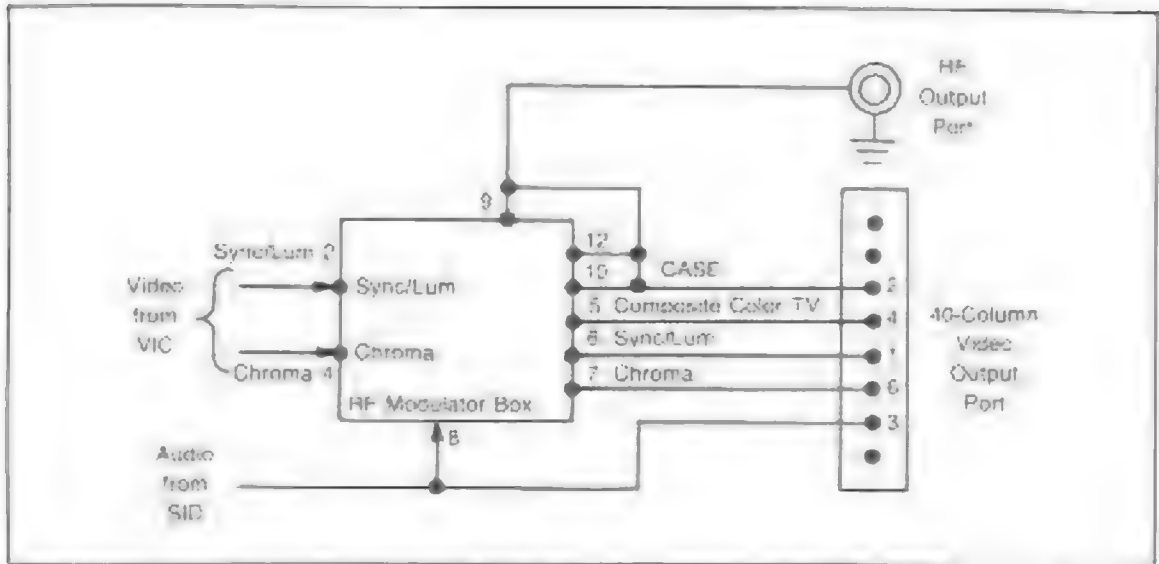 RF
Output
Port
9
12
Sync/Lum 2
CASE
Video
from
VIC
Sync/Lum
2
5 Composite Color TV
4
40-Column
Video
Output
Port
6 Sync/Lum
1
Chroma
Chroma 4
7 Chroma
RF Modulator Box
3
8
Audio
from
SID